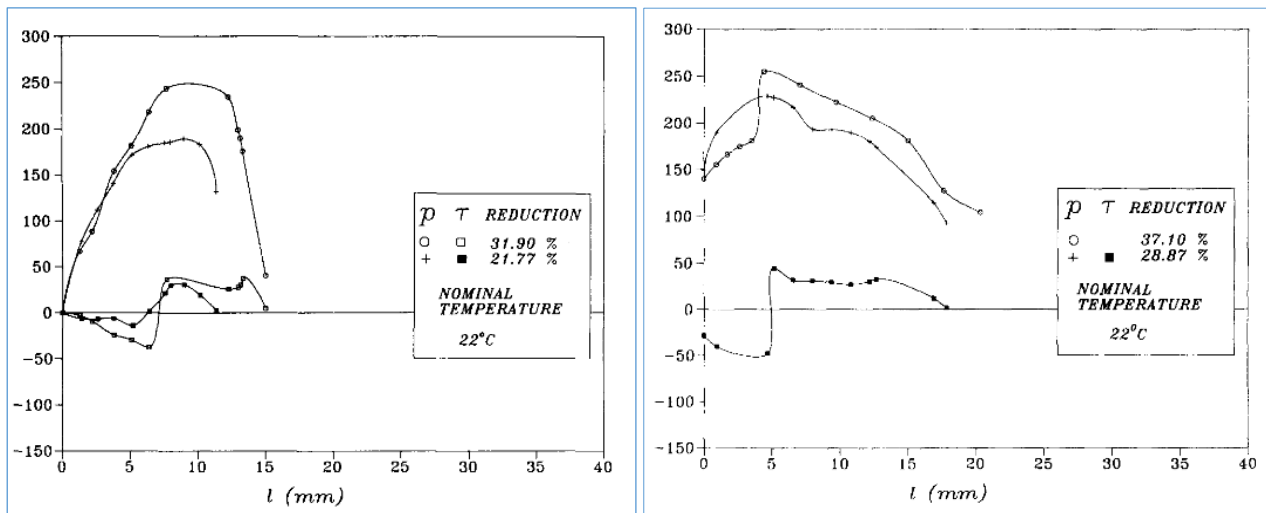 300
250
200
150
100
50
0
−50
−100
−150
0 5 10 15 20 25 30 35 40
l (mm)
p τ REDUCTION
31.90 %
21.77 %
NOMINAL
TEMPERATURE
22°C
300
250
200
150
100
50
0
−50
−100
−150
0 5 10 15 20 25 30 35 40
l (mm)
p τ REDUCTION
37.10 %
28.87 %
NOMINAL
TEMPERATURE
22°C